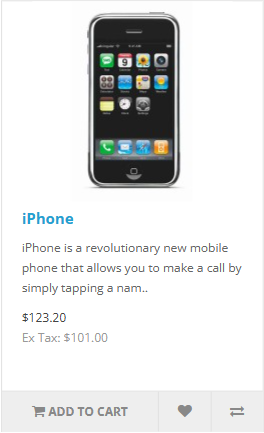 iPhone
iPhone is a revolutionary new mobile
phone that allows you to make a call by
simply tapping a nam..
$123.20
Ex Tax: $101.00
ADD TO CART